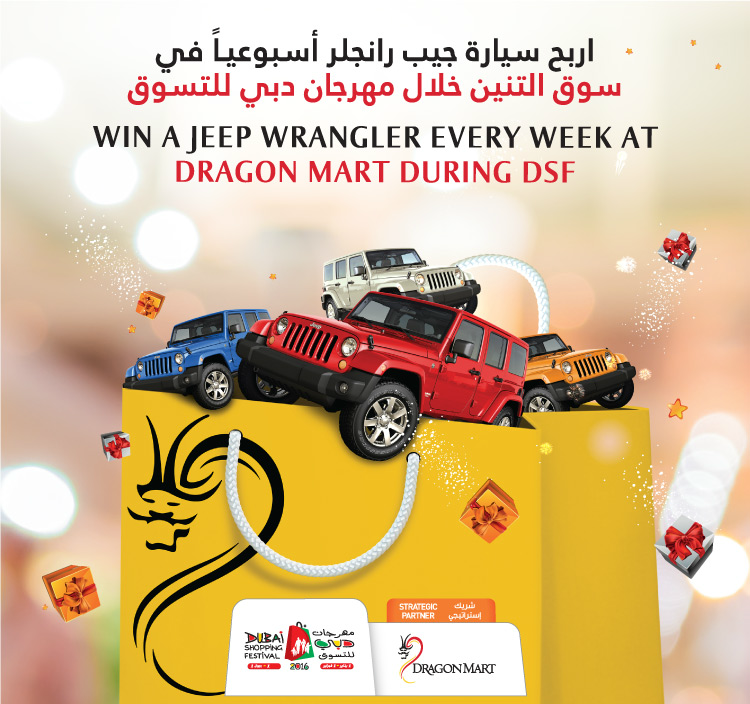 اربح سيارة جيب رانجلر أسبوعياً في
سوق التنين خلال مهرجان دبي للتسوق
WIN A JEEP WRANGLER EVERY WEEK AT
DRAGON MART DURING DSF
Jeep
STRATEGIC
PARTNER
شريك
إستراتيجي
DUBAI
SHOPPING
FESTIVAL
مهرجان
دبي
للتسوق
2016
DRAGON MART